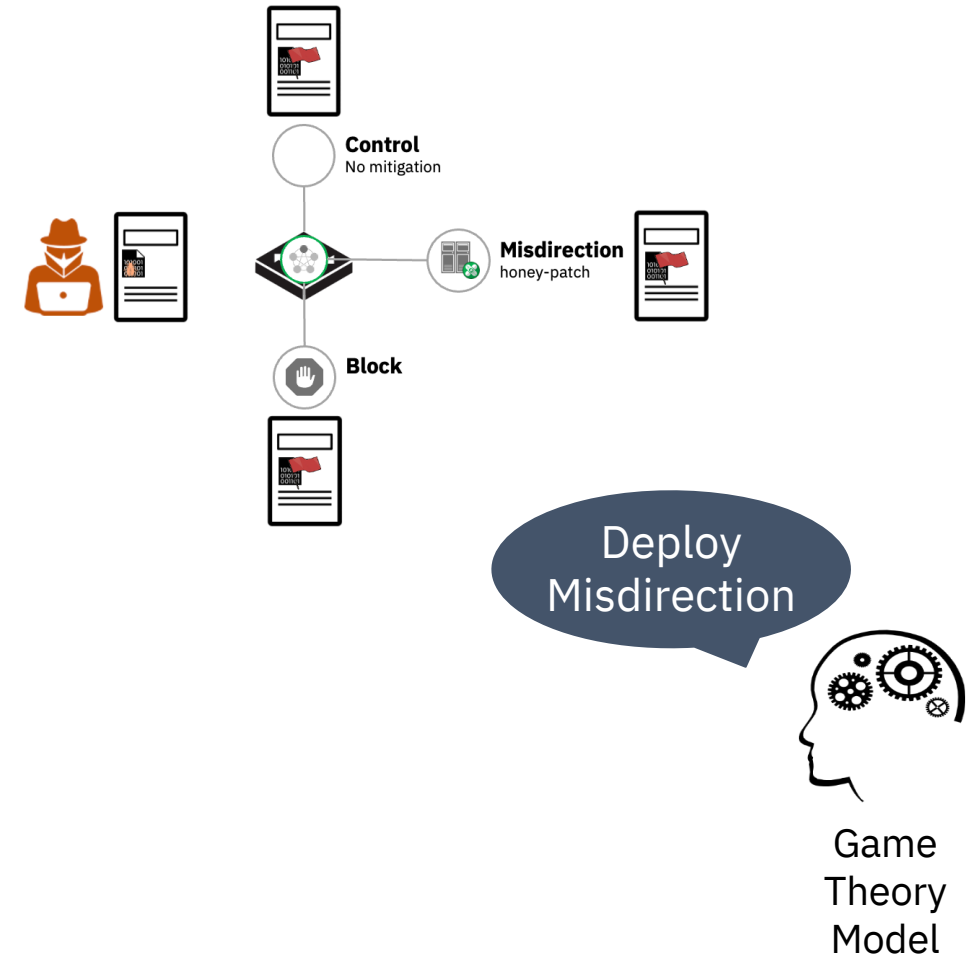 Control
No mitigation
Misdirection
honey-patch
Block
Deploy
Misdirection
Game
Theory
Model